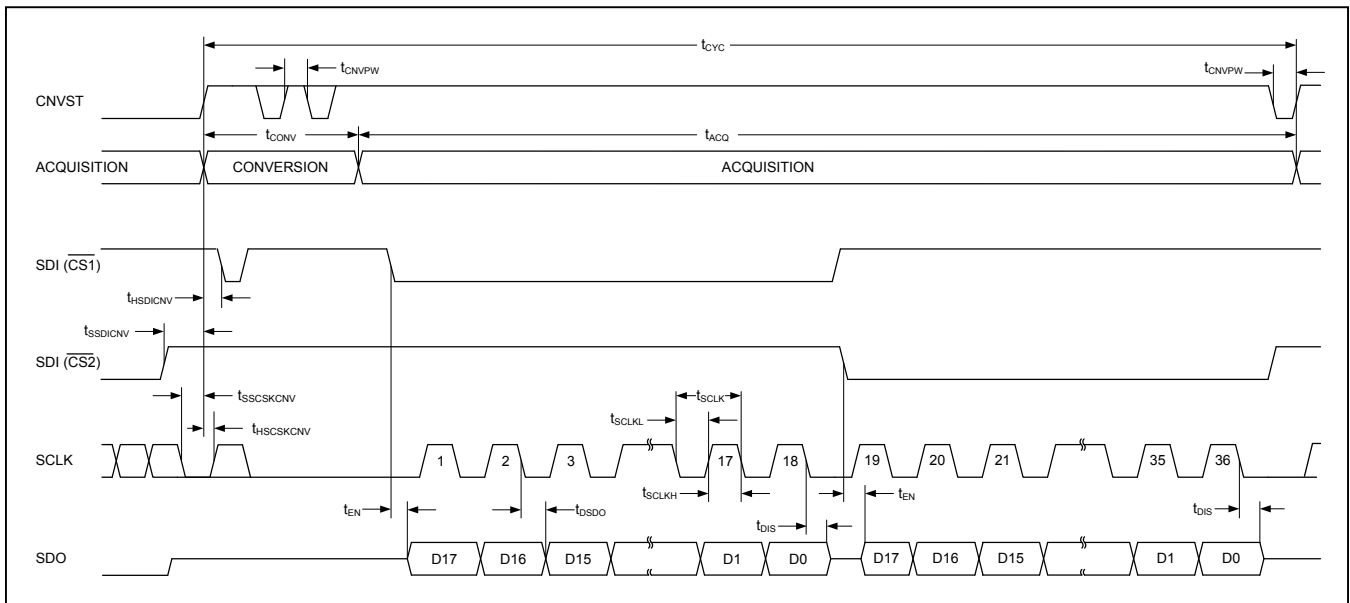 tCYC
tCNVPW
tCNVPW
CNVST
tCONV
tACQ
ACQUISITION
CONVERSION
ACQUISITION
SDI (CS1)
tHSDICNV
tSSDICNV
SDI (CS2)
tSSCSKCNV
tHSCSKCNV
tSCLK
tSCLKL
SCLK
1 2 3 17 18 19 20 21 35 36
tSCLKH
tEN
tEN
tDSDO
tDIS
tDIS
SDO
D17 D16 D15 D1 D0 D17 D16 D15 D1 D0